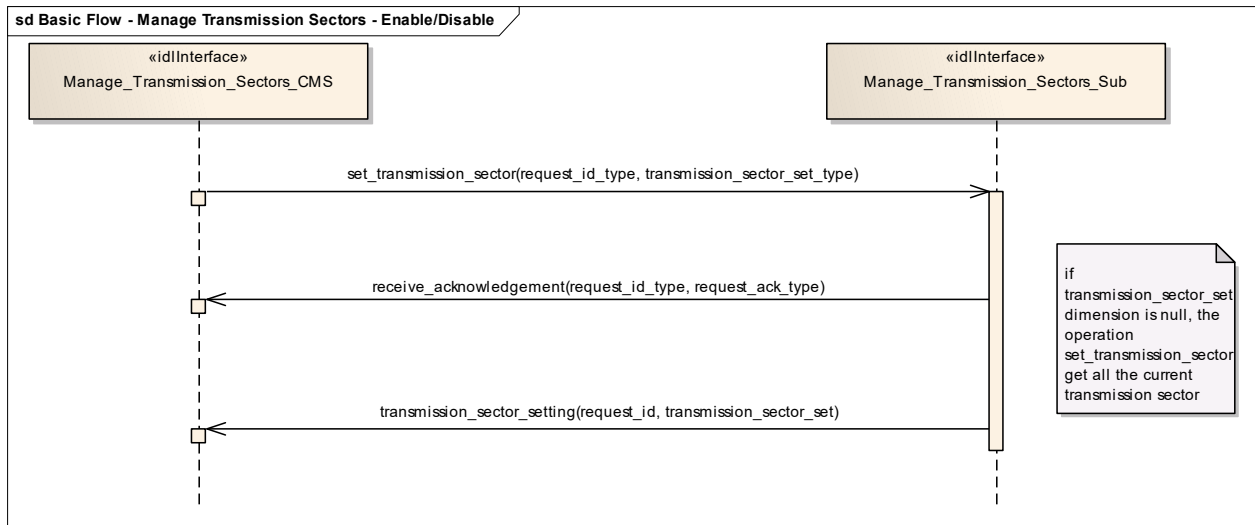 sd Basic Flow - Manage Transmission Sectors - Enable/Disable
«idlInterface»
Manage_Transmission_Sectors_CMS
«idlInterface»
Manage_Transmission_Sectors_Sub
set_transmission_sector(request_id_type, transmission_sector_set_type)
receive_acknowledgement(request_id_type, request_ack_type)
transmission_sector_setting(request_id, transmission_sector_set)
if
transmission_sector_set
dimension is null, the
operation
set_transmission_sector
get all the current
transmission sector